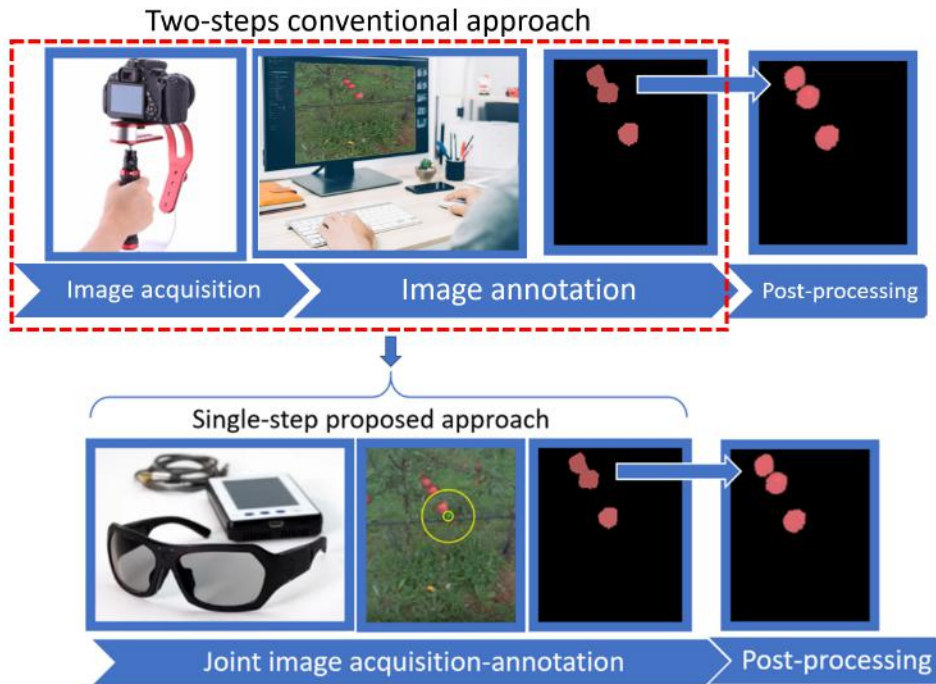 Two-steps conventional approach
Image acquisition
Image annotation
Post-processing
Single-step proposed approach
Joint image acquisition-annotation
Post-processing